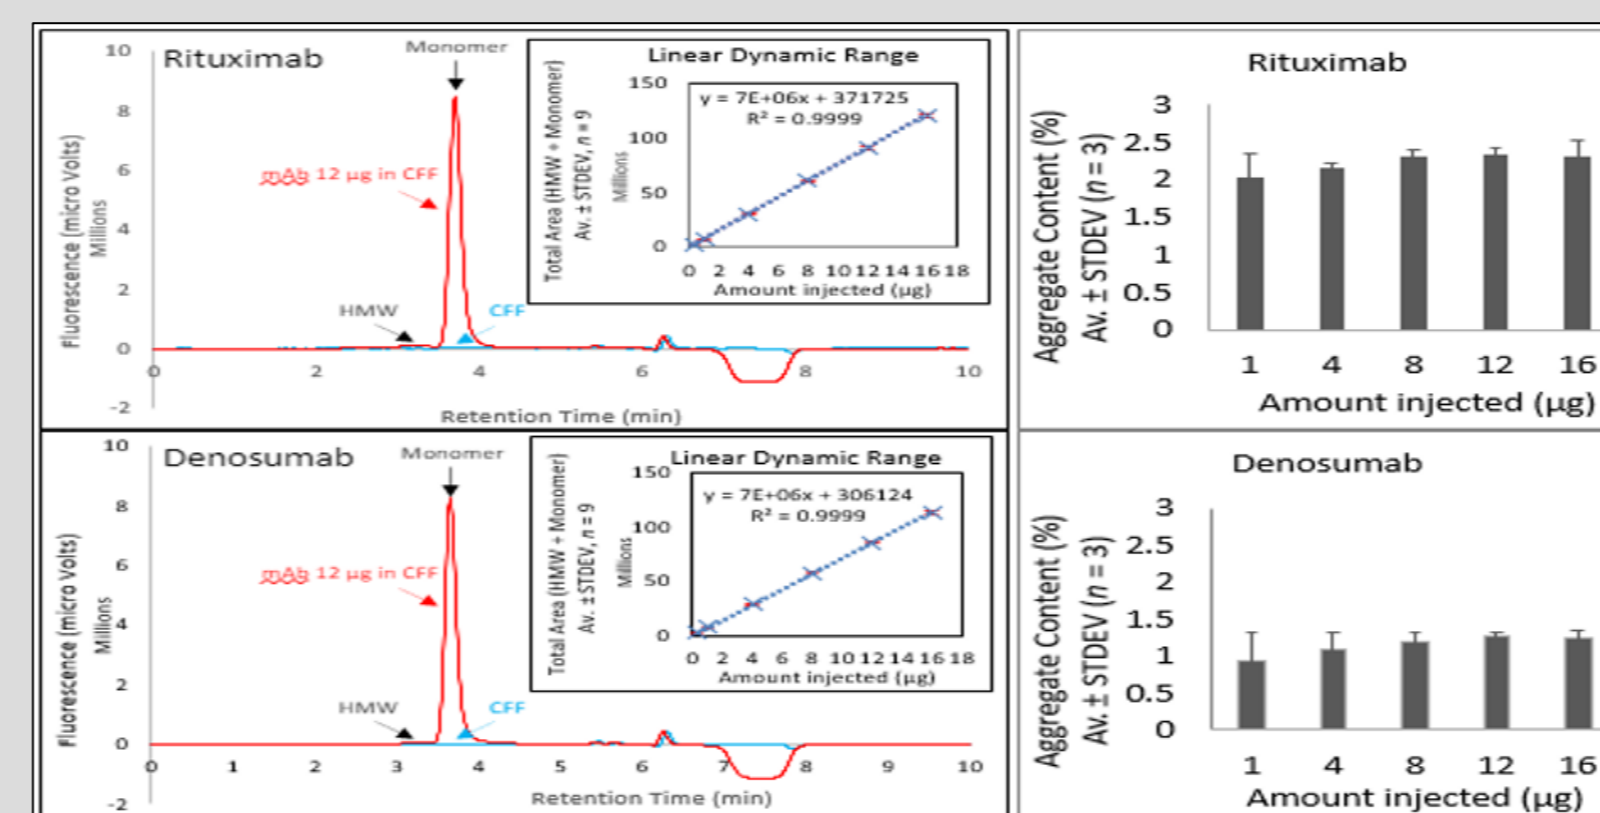 Rituximab
Monomer
mAb 12 µg in CFF
HMW
CFF
Fluorescence (micro Volts)
Millions
10
8
6
4
2
0
-2
0 2 4 6 8 10
Retention Time (min)
Linear Dynamic Range
y = 7E+06x + 371725
R² = 0.9999
Total Area (HMW + Monomer)
Av. ± STDEV, n = 9
Millions
150
100
50
0
0 2 4 6 8 10 12 14 16 18
Amount injected (µg)
Rituximab
Aggregate Content (%)
Av. ± STDEV (n = 3)
3
2.5
2
1.5
1
0.5
0
1 4 8 12 16
Amount injected (µg)
Denosumab
Monomer
mAb 12 µg in CFF
HMW
CFF
Fluorescence (micro Volts)
Millions
10
8
6
4
2
0
-2
0 1 2 3 4 5 6 7 8 9 10
Retention Time (min)
Linear Dynamic Range
y = 7E+06x + 306124
R² = 0.9999
Total Area (HMW + Monomer)
Av. ± STDEV, n = 9
Millions
150
100
50
0
0 2 4 6 8 10 12 14 16 18
Amount injected (µg)
Denosumab
Aggregate Content (%)
Av. ± STDEV (n = 3)
3
2.5
2
1.5
1
0.5
0
1 4 8 12 16
Amount injected (µg)